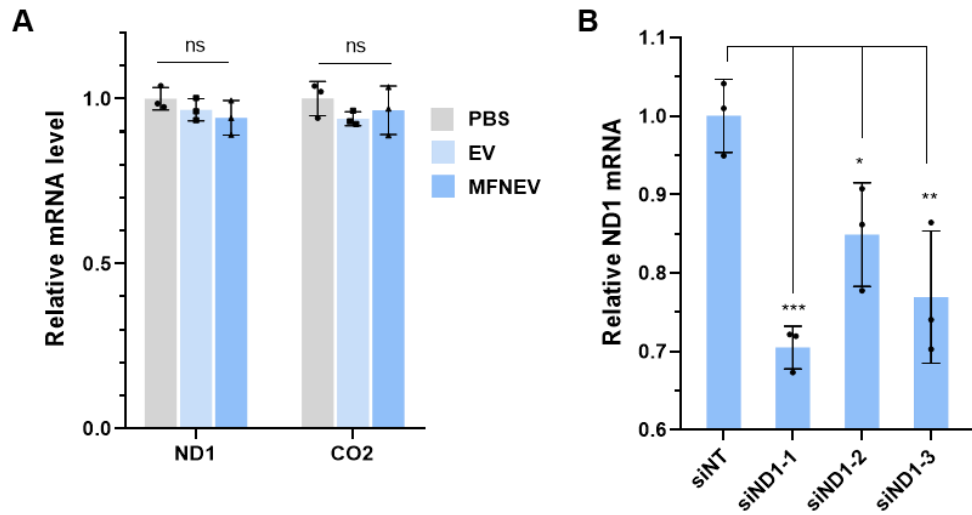 A
Relative mRNA level
1.0
0.5
0.0
ns
ns
ND1
CO2
PBS
EV
MFNEV
B
Relative ND1 mRNA
1.1
1.0
0.9
0.8
0.7
0.6
***
*
**
siNT
siND1-1
siND1-2
siND1-3